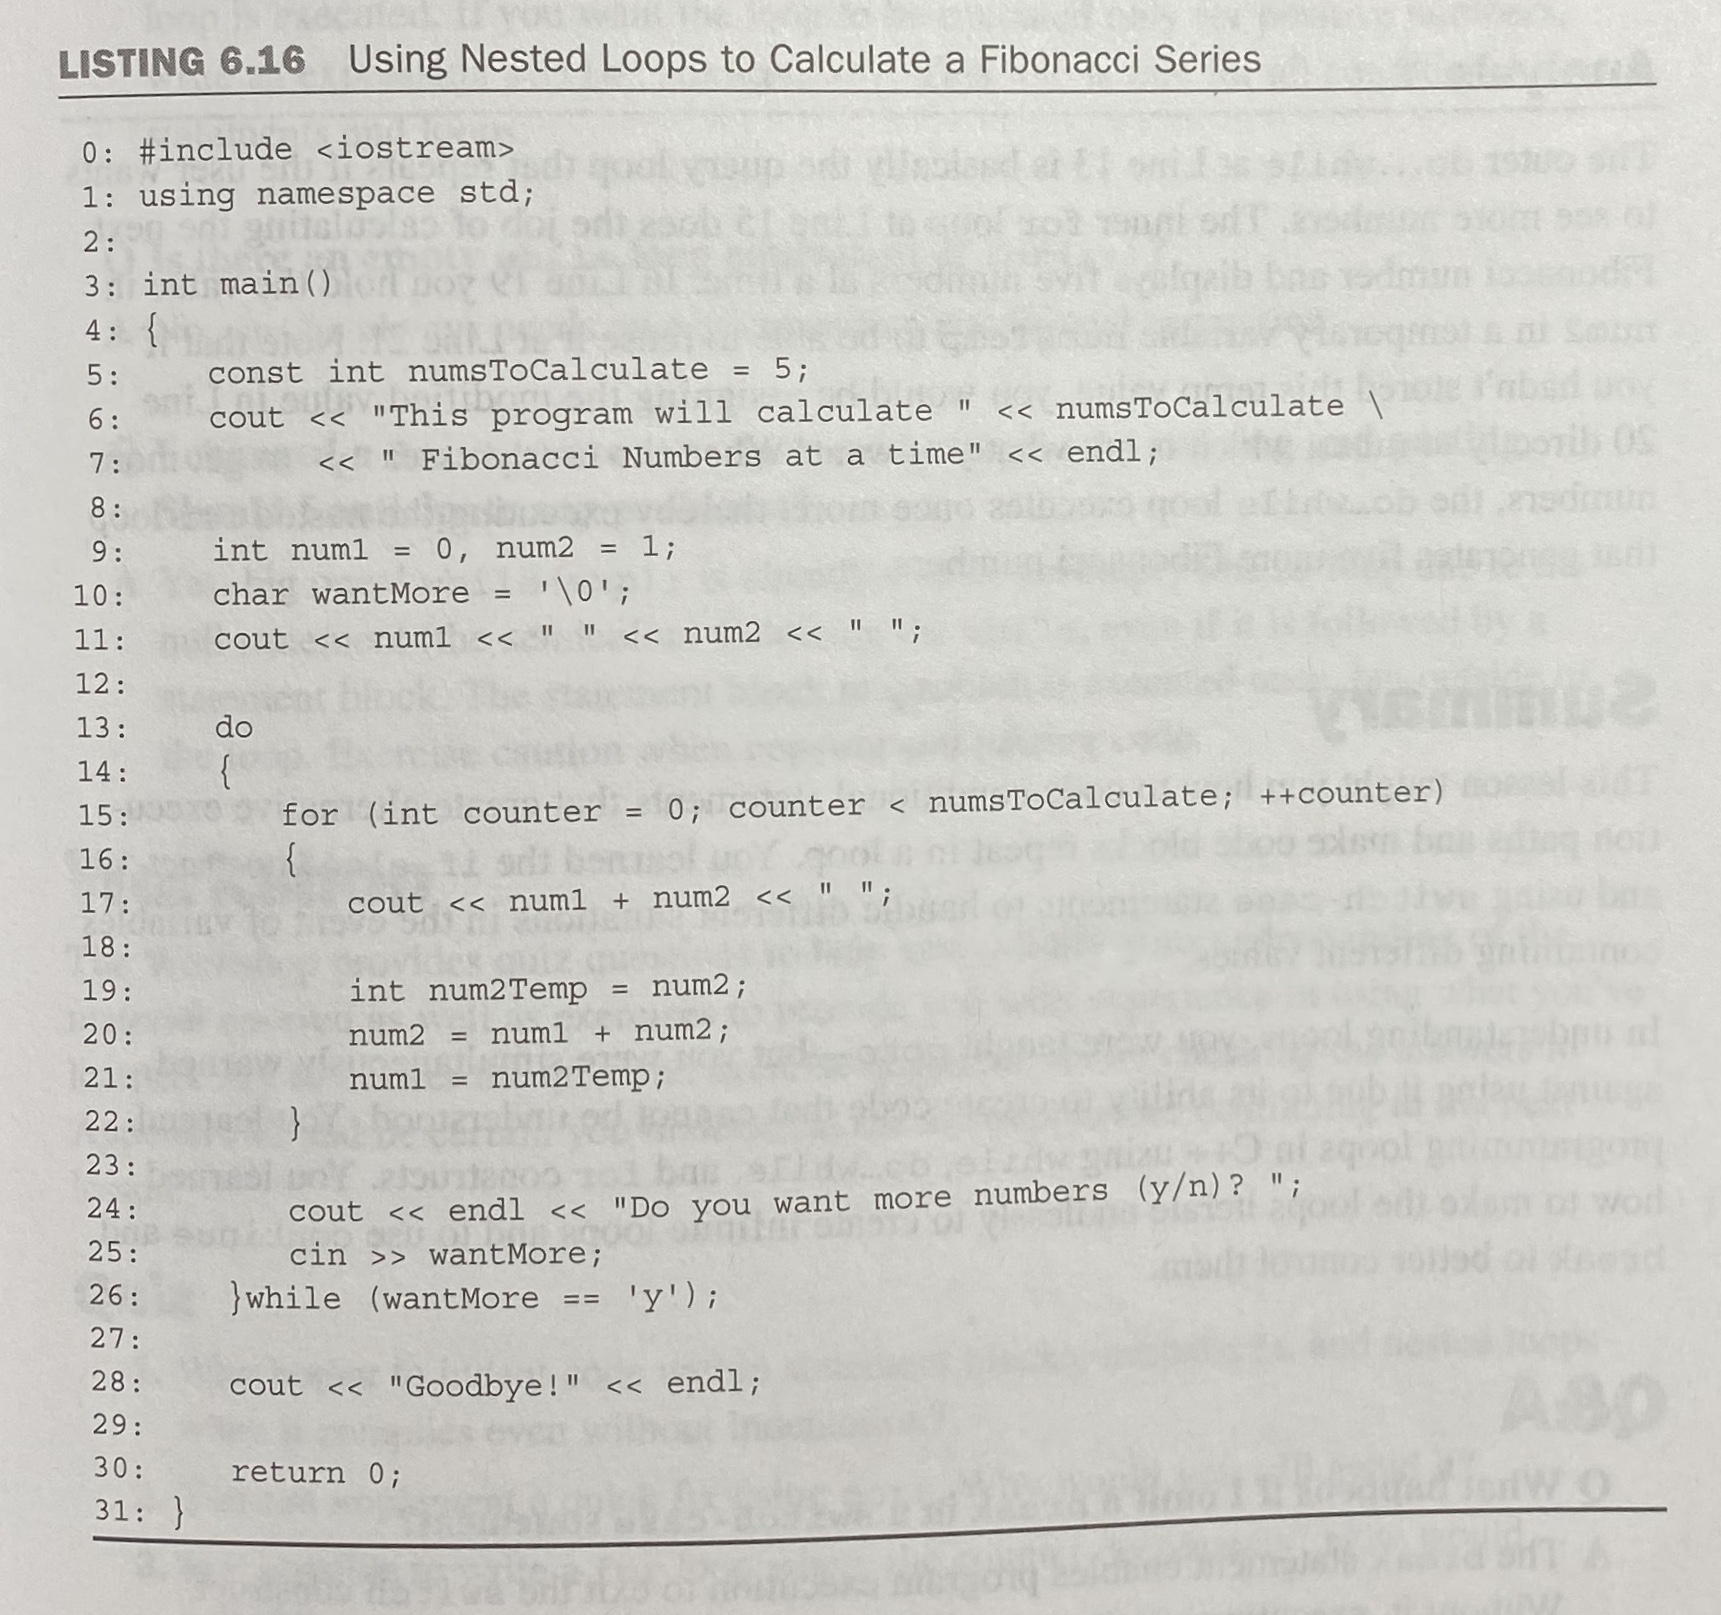 LISTING 6.16 Using Nested Loops to Calculate a Fibonacci Series
0: #include <iostream>
1: using namespace std;
2:
3: int main()
4: {
5:    const int numsToCalculate = 5;
6:    cout << "This program will calculate " << numsToCalculate \
7:         << " Fibonacci Numbers at a time" << endl;
8:
9:    int num1 = 0, num2 = 1;
10:    char wantMore = '\0';
11:    cout << num1 << " " << num2 << " ";
12:
13:    do
14:    {
15:       for (int counter = 0; counter < numsToCalculate; ++counter)
16:       {
17:          cout << num1 + num2 << " ";
18:
19:          int num2Temp = num2;
20:          num2 = num1 + num2;
21:          num1 = num2Temp;
22:       }
23:
24:       cout << endl << "Do you want more numbers (y/n)? ";
25:       cin >> wantMore;
26:    }while (wantMore == 'y');
27:
28:    cout << "Goodbye!" << endl;
29:
30:    return 0;
31: }